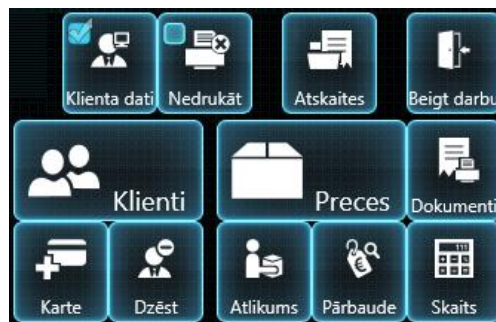 Klienta dati
Nedrukāt
Atskaites
Beigt darbu
Klienti
Preces
Dokumenti
Karte
Dzēst
Atlikums
Pārbaude
Skaits